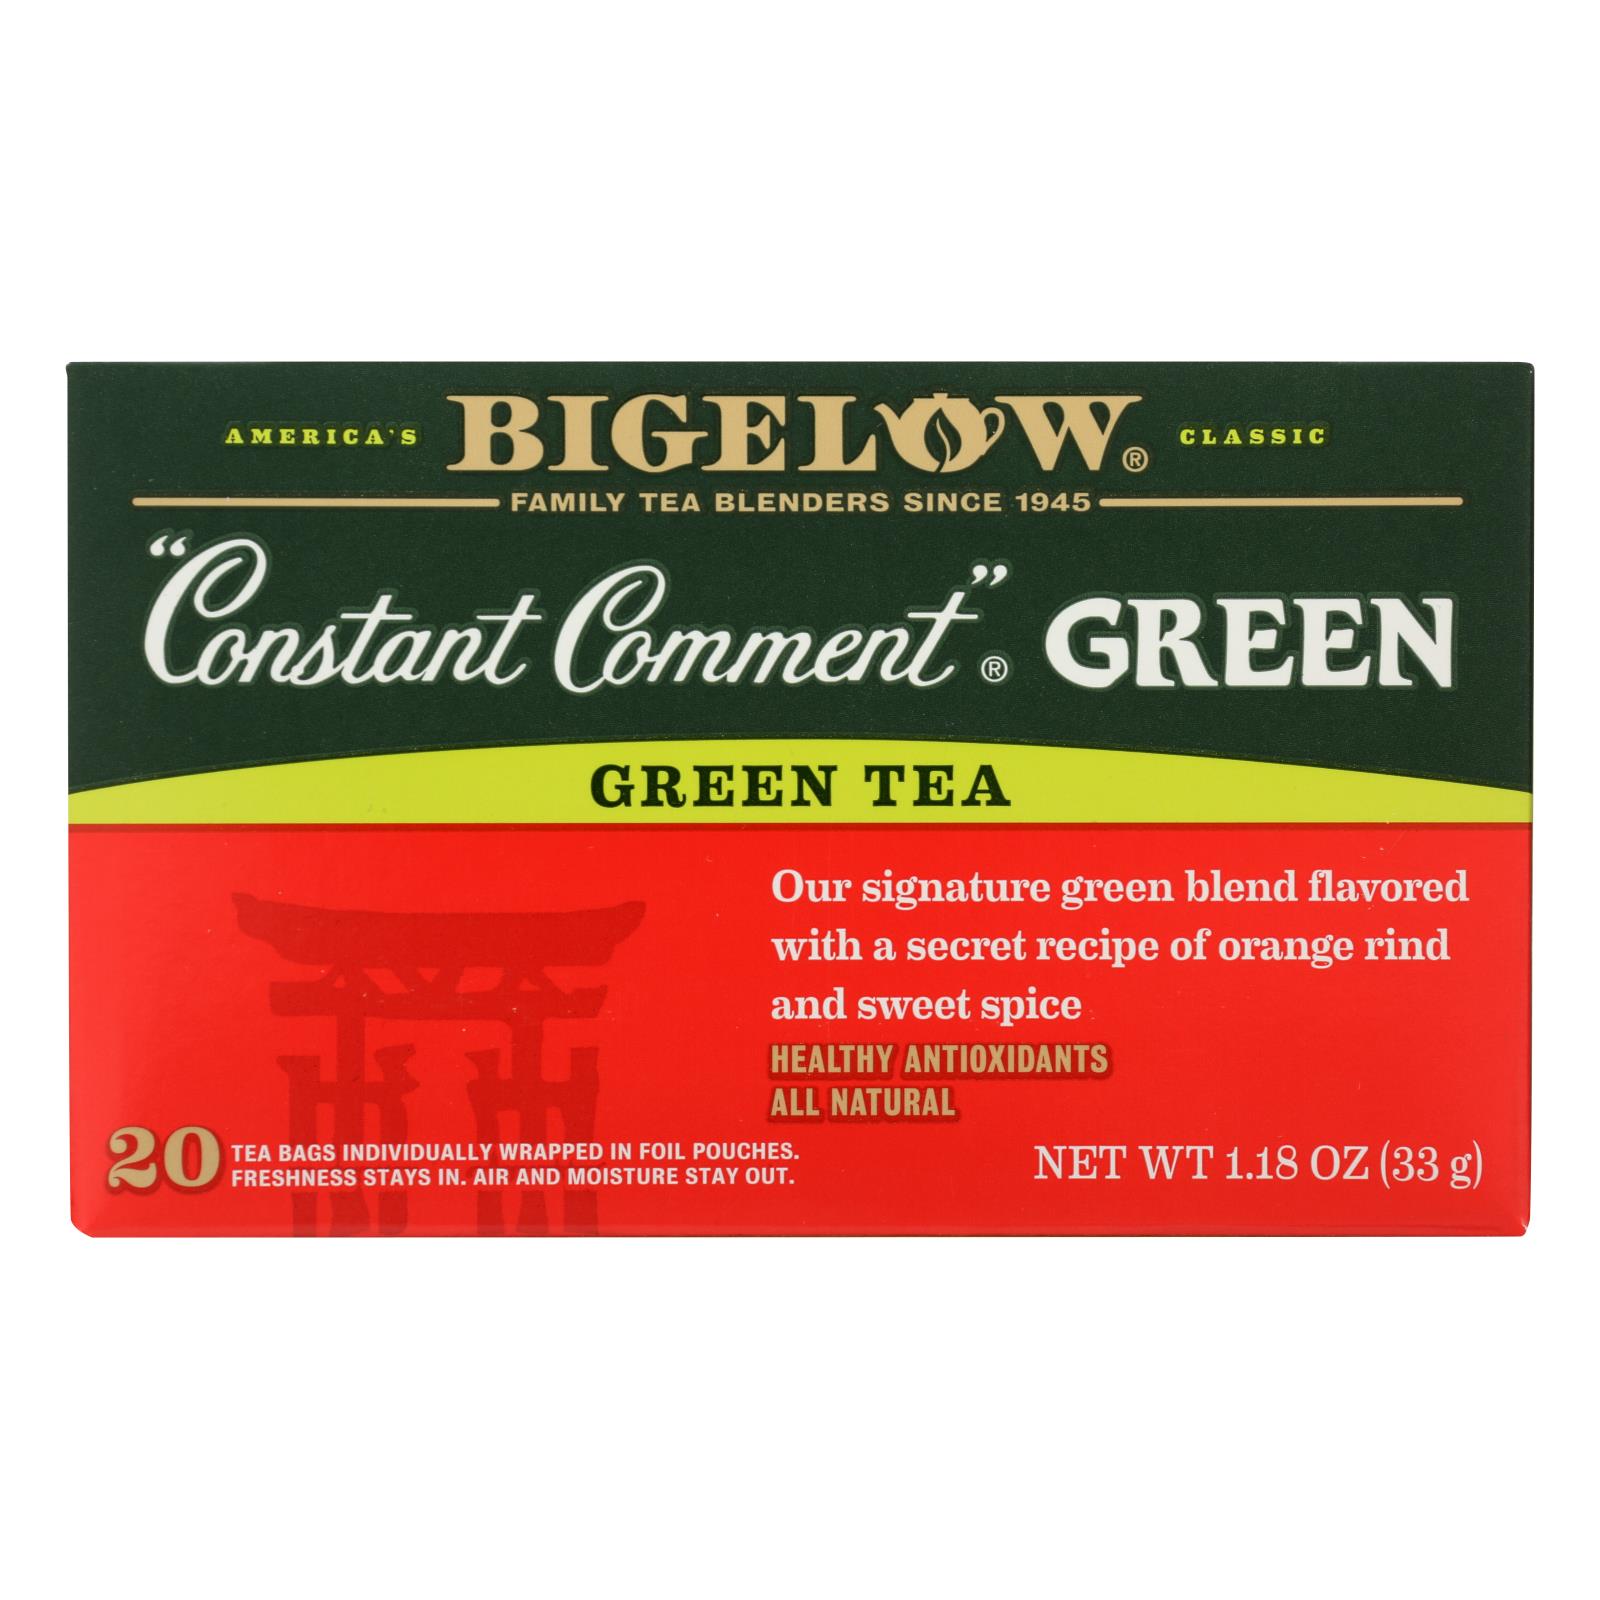 AMERICA'S BIGELOW® CLASSIC
FAMILY TEA BLENDERS SINCE 1945
“Constant Comment”® GREEN
GREEN TEA
Our signature green blend flavored
with a secret recipe of orange rind
and sweet spice
HEALTHY ANTIOXIDANTS
ALL NATURAL
20 TEA BAGS INDIVIDUALLY WRAPPED IN FOIL POUCHES.
FRESHNESS STAYS IN. AIR AND MOISTURE STAY OUT.
NET WT 1.18 OZ (33 g)